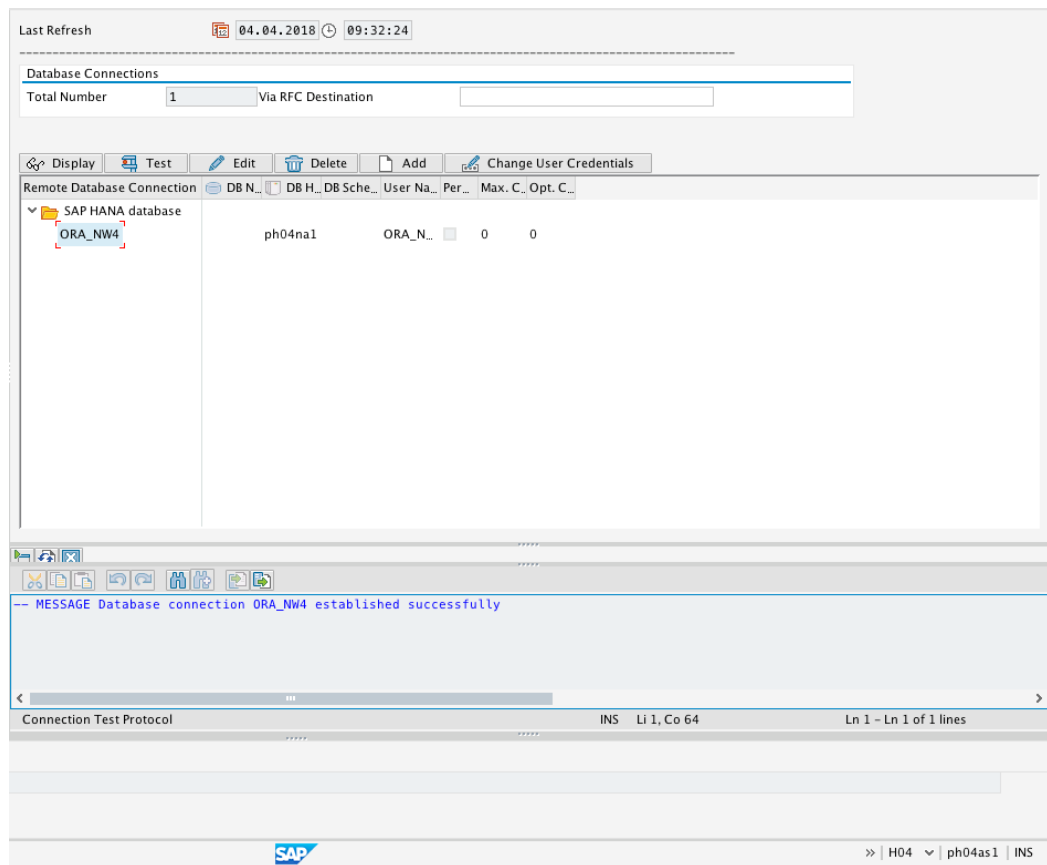 Last Refresh 04.04.2018 09:32:24
--------------------------------------------------------------------------------------------------------------
Database Connections
Total Number 1 Via RFC Destination
Display Test Edit Delete Add Change User Credentials
Remote Database Connection DB N... DB H... DB Sche... User Na... Per... Max. C... Opt. C...
SAP HANA database
ORA_NW4 ph04na1 ORA_N... 0 0
-- MESSAGE Database connection ORA_NW4 established successfully
Connection Test Protocol INS Li 1, Co 64 Ln 1 - Ln 1 of 1 lines
SAP » H04 ph04as1 INS